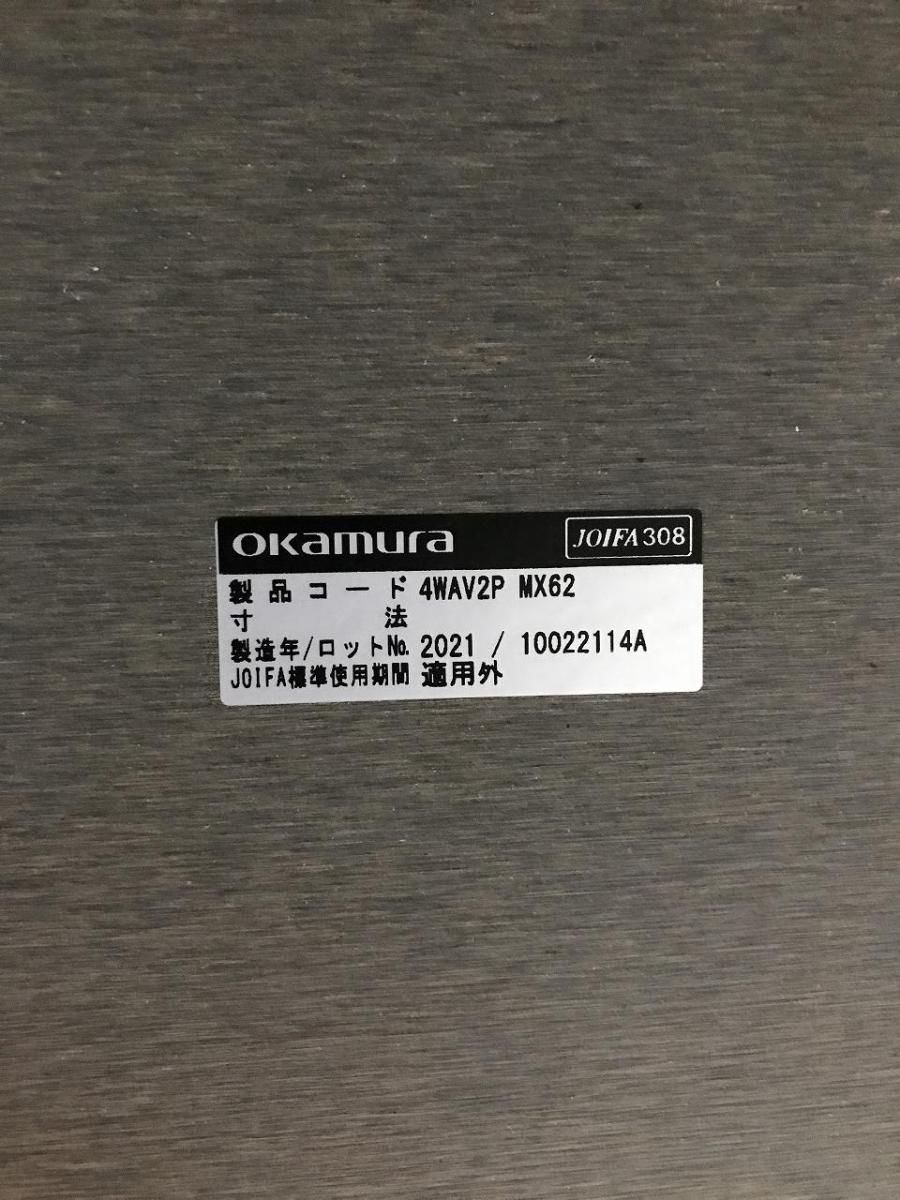 okamura JOIFA308
製品コード 4WAV2P MX62
寸法
製造年/ロットNo. 2021 / 10022114A
JOIFA標準使用期間 適用外